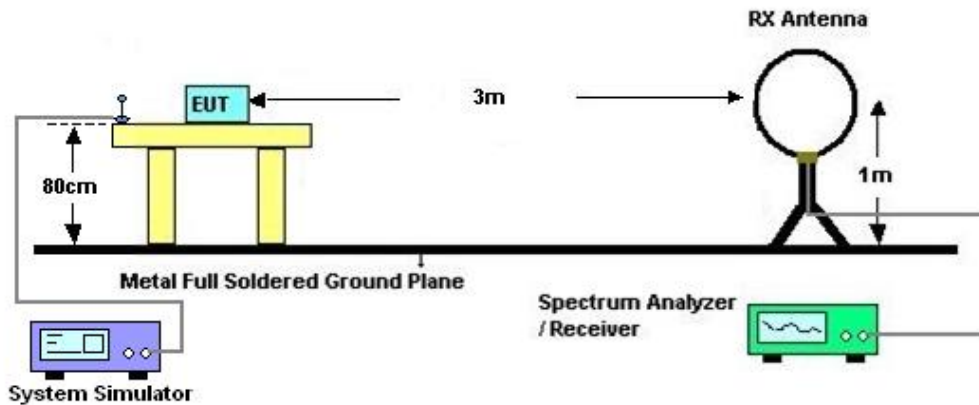 RX Antenna
EUT
3m
80cm
1m
Metal Full Soldered Ground Plane
Spectrum Analyzer
/ Receiver
System Simulator